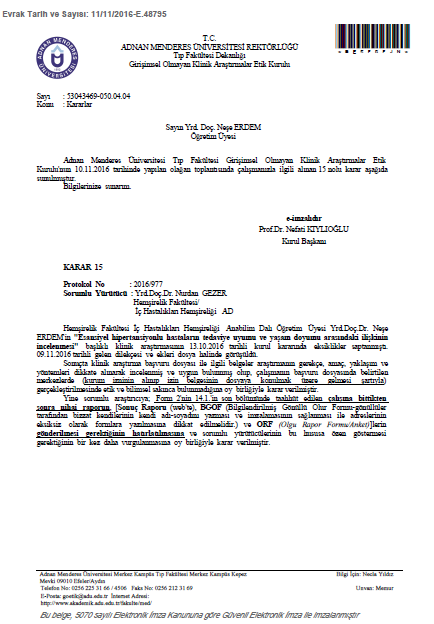 Evrak Tarih ve Sayısı: 11/11/2016-E.48795
T.C.
ADNAN MENDERES ÜNİVERSİTESİ REKTÖRLÜĞÜ
Tıp Fakültesi Dekanlığı
Girişimsel Olmayan Klinik Araştırmalar Etik Kurulu
ADNAN MENDERES ÜNİVERSİTESİ
Sayı : 53043469-050.04.04
Konu : Kararlar
Sayın Yrd. Doç. Neşe ERDEM
Öğretim Üyesi
Adnan Menderes Üniversitesi Tıp Fakültesi Girişimsel Olmayan Klinik Araştırmalar Etik
Kurulu'nun 10.11.2016 tarihinde yapılan olağan toplantısında çalışmanızla ilgili alınan 15 nolu karar aşağıda
sunulmuştur.
Bilgilerinize sunarım.
e-imzalıdır
Prof.Dr. Nefati KIYLIOĞLU
Kurul Başkanı
KARAR 15
Protokol No : 2016/977
Sorumlu Yürütücü : Yrd.Doç.Dr. Nurdan GEZER
Hemşirelik Fakültesi/
İç Hastalıkları Hemşireliği AD
Hemşirelik Fakültesi İç Hastalıkları Hemşireliği Anabilim Dalı Öğretim Üyesi Yrd.Doç.Dr. Neşe
ERDEM'in "Esansiyel hipertansiyonlu hastaların tedaviye uyumu ve yaşam doyumu arasındaki ilişkinin
incelenmesi" başlıklı klinik araştırmasının 13.10.2016 tarihli kurul kararında eksiklikler saptanmıştı.
09.11.2016 tarihli gelen dilekçesi ve ekleri dosya halinde görüşüldü.
Sonuçta klinik araştırma başvuru dosyası ile ilgili belgeler araştırmanın gerekçe, amaç, yaklaşım ve
yöntemleri dikkate alınarak incelenmiş ve uygun bulunmuş olup, çalışmanın başvuru dosyasında belirtilen
merkezlerde (kurum izninin alınıp izin belgesinin dosyaya konulmak üzere gelmesi şartıyla)
gerçekleştirilmesinde etik ve bilimsel sakınca bulunmadığına oy birliğiyle karar verilmiştir.
Yine sorumlu araştırıcıya; Form 2'nin 14.1.'in son bölümünde taahhüt edilen çalışma bittikten
sonra nihai raporun, [Sonuç Raporu (web'te), BGOF (Bilgilendirilmiş Gönüllü Olur Formu-gönüllüler
tarafından bizzat kendilerinin kendi adı-soyadını yazması ve imzalamasının sağlanması ile adreslerinin
eksiksiz olarak formlara yazılmasına dikkat edilmelidir.) ve ORF (Olgu Rapor Formu/Anket)]lerin
gönderilmesi gerektiğinin hatırlatılmasına ve sorumlu yürütücülerinin bu hususa özen göstermesi
gerektiğinin bir kez daha vurgulanmasına oy birliğiyle karar verilmiştir.
Adnan Menderes Üniversitesi Merkez Kampüs Tıp Fakültesi Merkez Kampüs Kepez
Mevki 09010 Efeler/Aydın
Telefon No: 0256 225 31 66 / 4506 Faks No: 0256 212 31 69
E-Posta: goetik@adu.edu.tr İnternet Adresi:
http://www.akademik.adu.edu.tr/fakulte/med/
Bilgi İçin: Necla Yıldız
Unvan: Memur
Bu belge, 5070 sayılı Elektronik İmza Kanununa göre Güvenli Elektronik İmza ile İmzalanmıştır